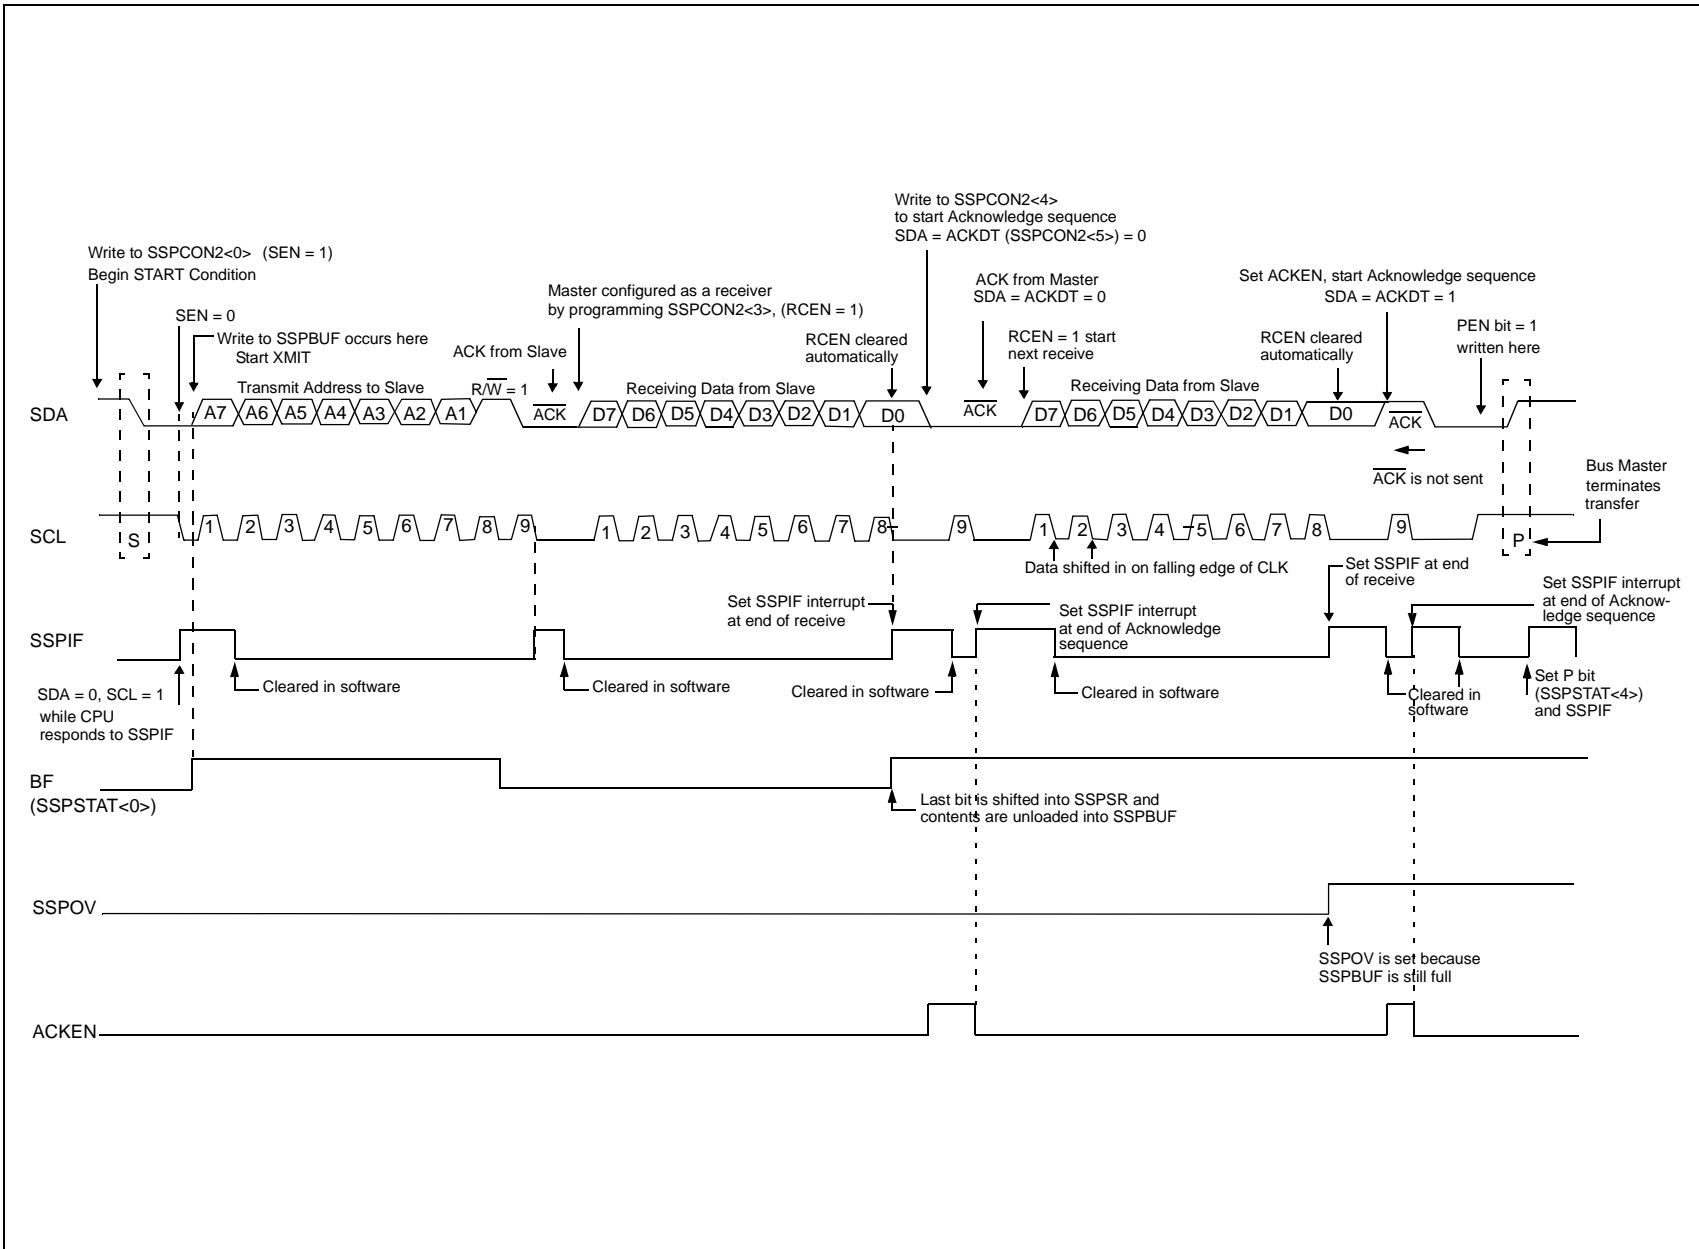 Write to SSPCON2<4>
to start Acknowledge sequence
SDA = ACKDT (SSPCON2<5>) = 0
Write to SSPCON2<0> (SEN = 1)
Begin START Condition
ACK from Master
SDA = ACKDT = 0
Set ACKEN, start Acknowledge sequence
SDA = ACKDT = 1
Master configured as a receiver
by programming SSPCON2<3>, (RCEN = 1)
SEN = 0
Write to SSPBUF occurs here
Start XMIT
ACK from Slave
RCEN cleared
automatically
RCEN = 1 start
next receive
RCEN cleared
automatically
PEN bit = 1
written here
Transmit Address to Slave
R/W = 1
Receiving Data from Slave
Receiving Data from Slave
SDA
A7 A6 A5 A4 A3 A2 A1 ACK D7 D6 D5 D4 D3 D2 D1 D0 ACK D7 D6 D5 D4 D3 D2 D1 D0 ACK
ACK is not sent
Bus Master
terminates
transfer
SCL
S 1 2 3 4 5 6 7 8 9 1 2 3 4 5 6 7 8 9 1 2 3 4 5 6 7 8 9 P
Data shifted in on falling edge of CLK
Set SSPIF at end
of receive
Set SSPIF interrupt
at end of receive
Set SSPIF interrupt
at end of Acknowledge
sequence
Set SSPIF interrupt
at end of Acknow-
ledge sequence
SSPIF
SDA = 0, SCL = 1
while CPU
responds to SSPIF
Cleared in software
Cleared in software
Cleared in software
Cleared in software
Cleared in
software
Set P bit
(SSPSTAT<4>)
and SSPIF
BF
(SSPSTAT<0>)
Last bit is shifted into SSPSR and
contents are unloaded into SSPBUF
SSPOV
SSPOV is set because
SSPBUF is still full
ACKEN